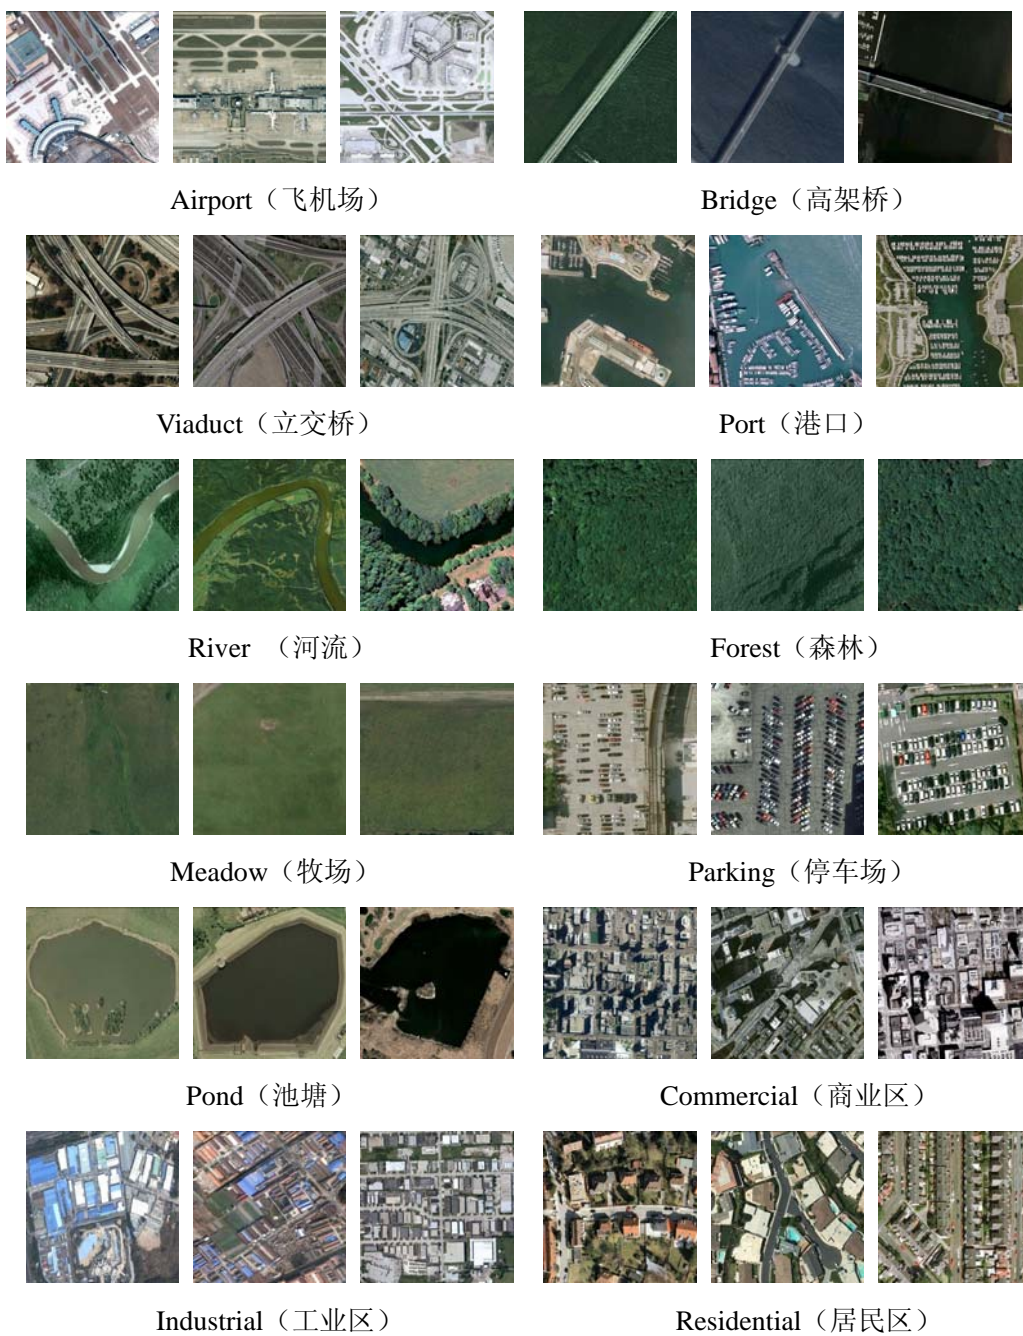 Airport（飞机场）
Bridge（高架桥）
Viaduct（立交桥）
Port（港口）
River （河流）
Forest（森林）
Meadow（牧场）
Parking（停车场）
Pond（池塘）
Commercial（商业区）
Industrial（工业区）
Residential（居民区）